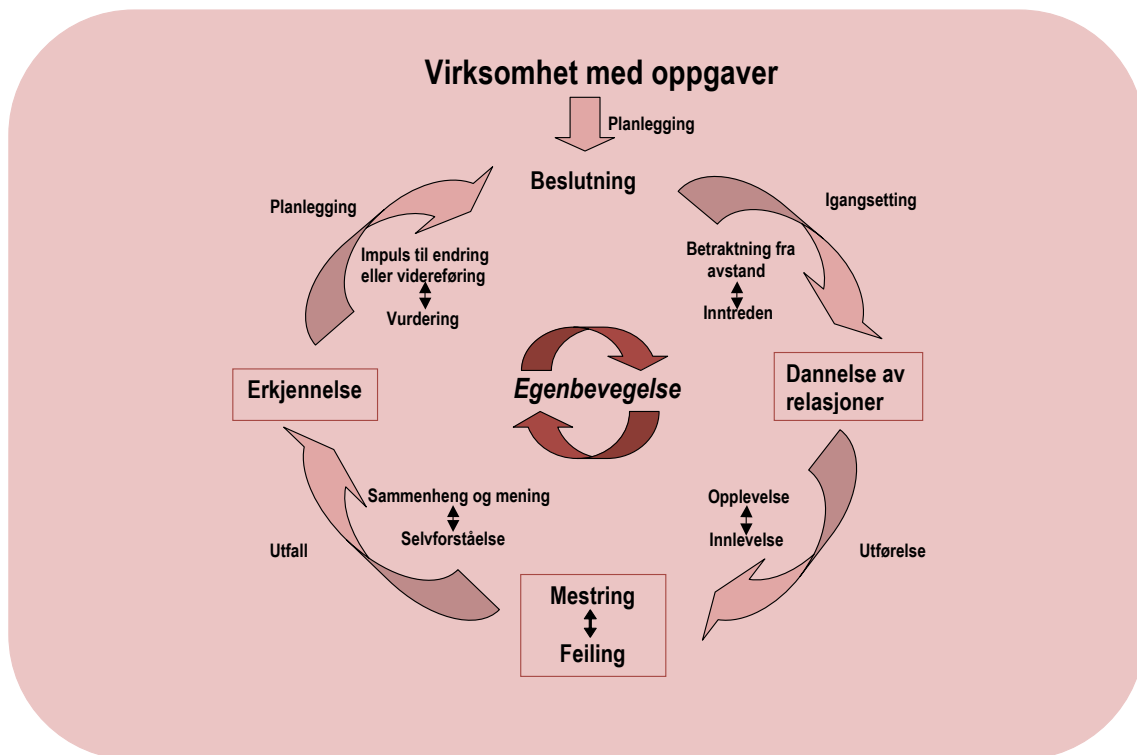 Virksomhet med oppgaver
Planlegging
Beslutning
Planlegging
Igangsetting
Impuls til endring
eller videreføring
Vurdering
Betraktning fra
avstand
Inntreden
Erkjennelse
Egenbevegelse
Dannelse av
relasjoner
Sammenheng og mening
Selvforståelse
Opplevelse
Innlevelse
Utfall
Utførelse
Mestring
Feiling